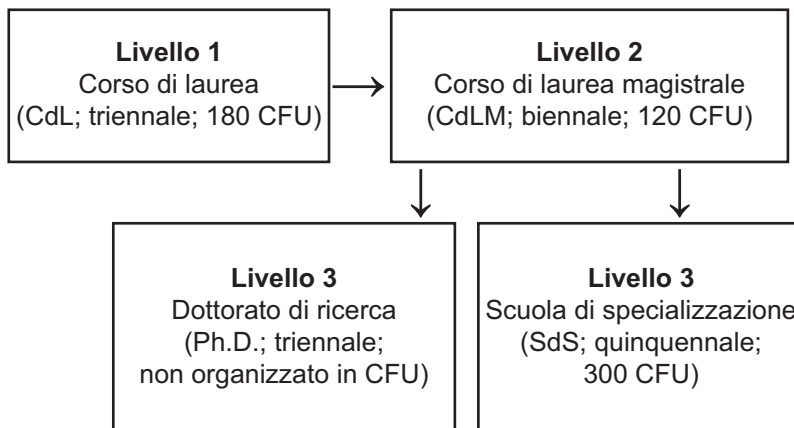 Livello 1
Corso di laurea
(CdL; triennale; 180 CFU)
Livello 2
Corso di laurea magistrale
(CdLM; biennale; 120 CFU)
Livello 3
Dottorato di ricerca
(Ph.D.; triennale;
non organizzato in CFU)
Livello 3
Scuola di specializzazione
(SdS; quinquennale;
300 CFU)